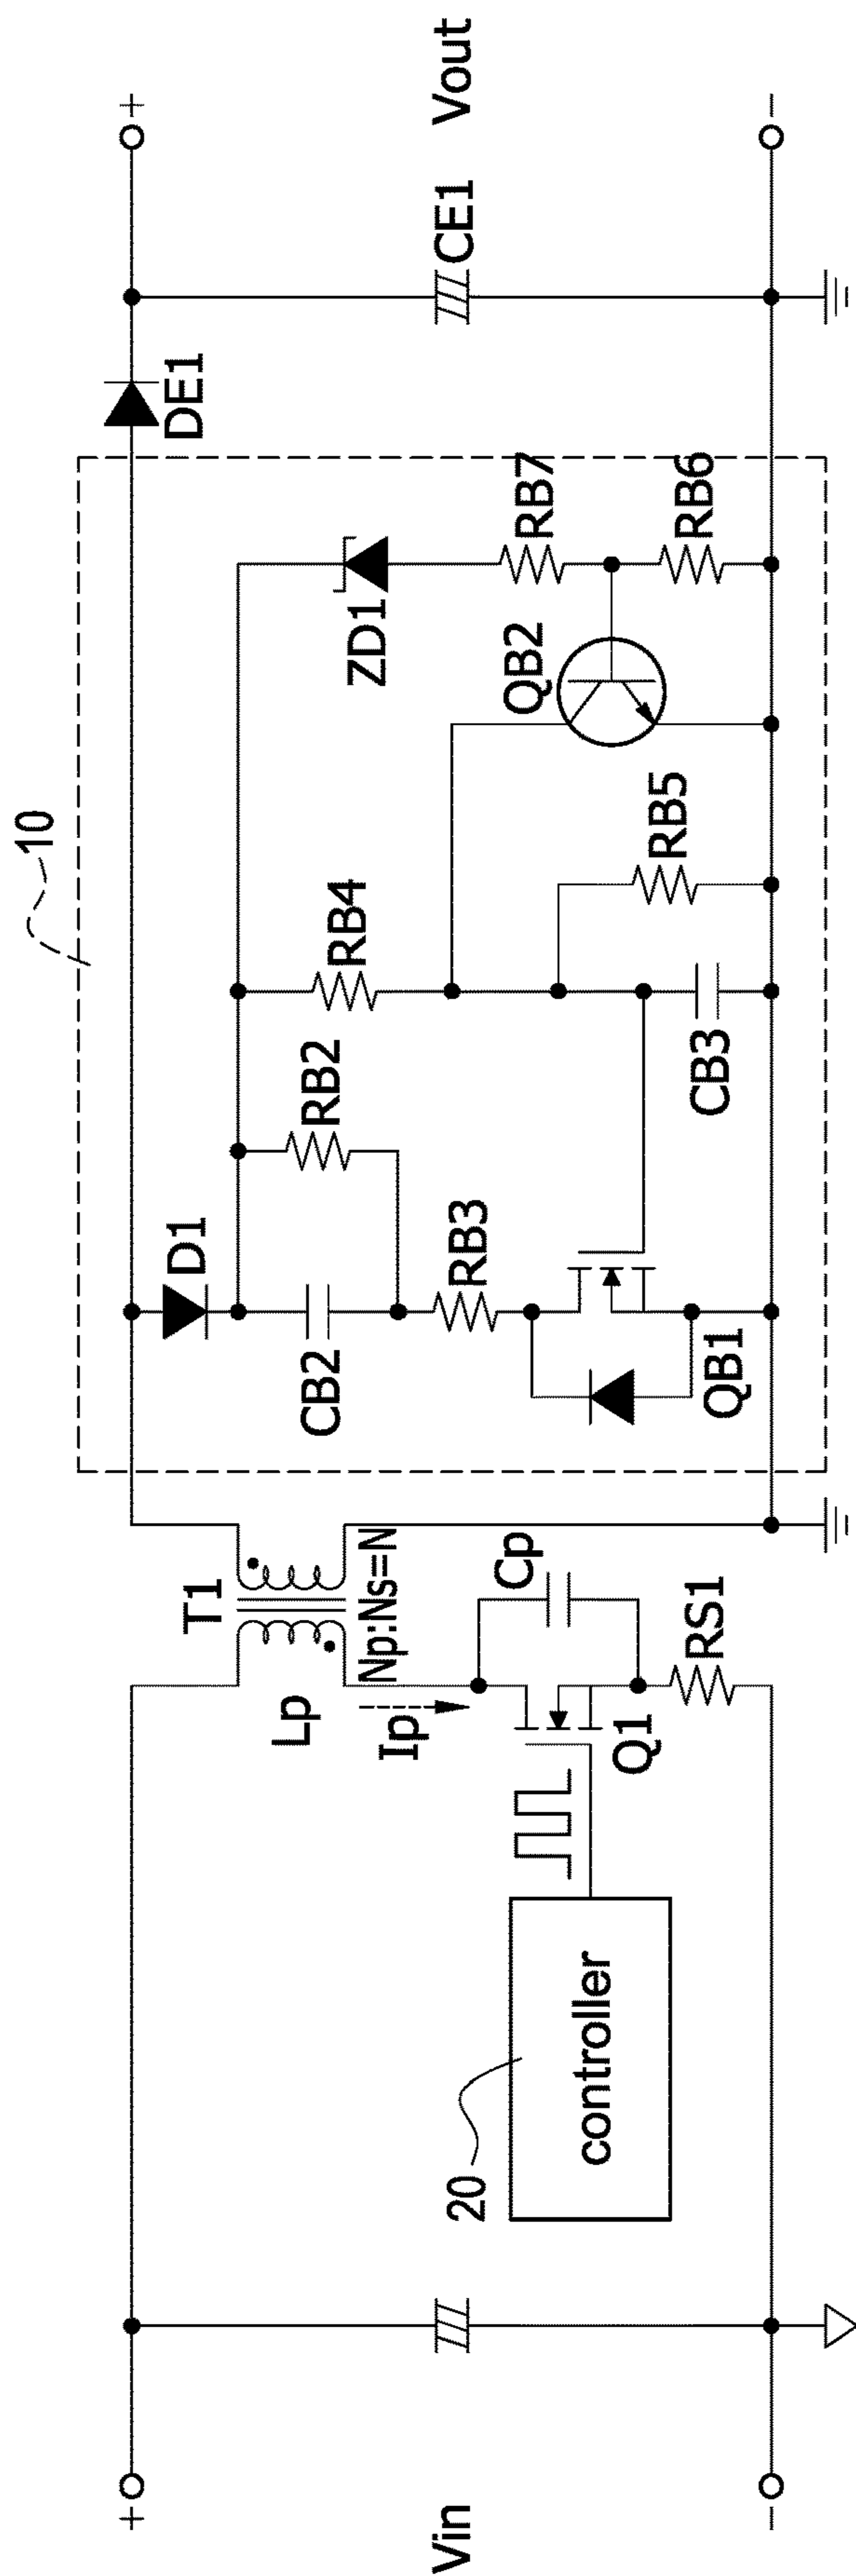 10
+
Vin
-
20
controller
Lp
Ip
T1
Np:Ns=N
Q1
Cp
RS1
D1
CB2
RB2
RB3
QB1
RB4
CB3
RB5
QB2
ZD1
RB7
RB6
DE1
CE1
+
Vout
-